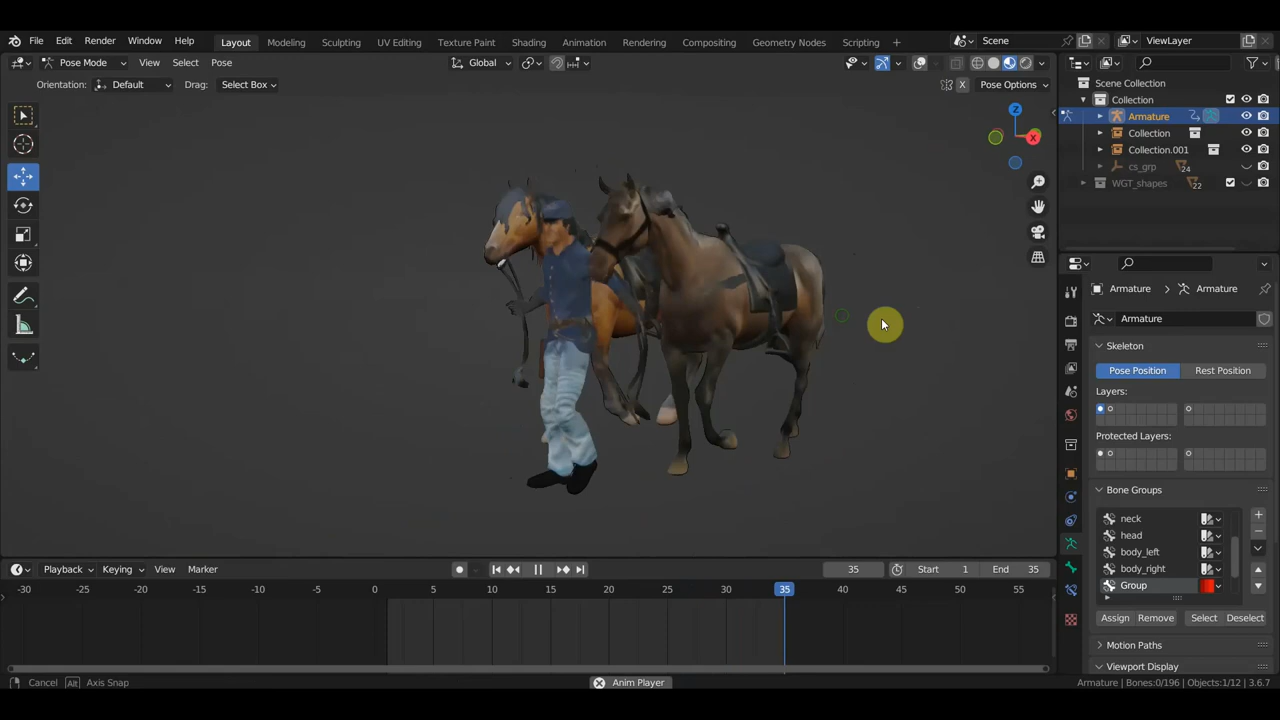 File Edit Render Window Help Layout Modeling Sculpting UV Editing Texture Paint Shading Animation Rendering Compositing Geometry Nodes Scripting + Scene ViewLayer
Pose Mode View Select Pose Global
Orientation: Default Drag: Select Box X Pose Options
Scene Collection
Collection
Armature
Collection
Collection.001
cs_grp 24
WGT_shapes 22
Z
X
Armature Armature
Armature
Skeleton
Pose Position Rest Position
Layers:
Protected Layers:
Bone Groups
neck
head
body_left
body_right
Group
Assign Remove Select Deselect
Motion Paths
Viewport Display
Playback Keying View Marker 35 Start 1 End 35
-30 -25 -20 -15 -10 -5 0 5 10 15 20 25 30 35 40 45 50 55
Cancel Alt Axis Snap Anim Player Armature | Bones:0/196 | Objects:1/12 | 3.6.7